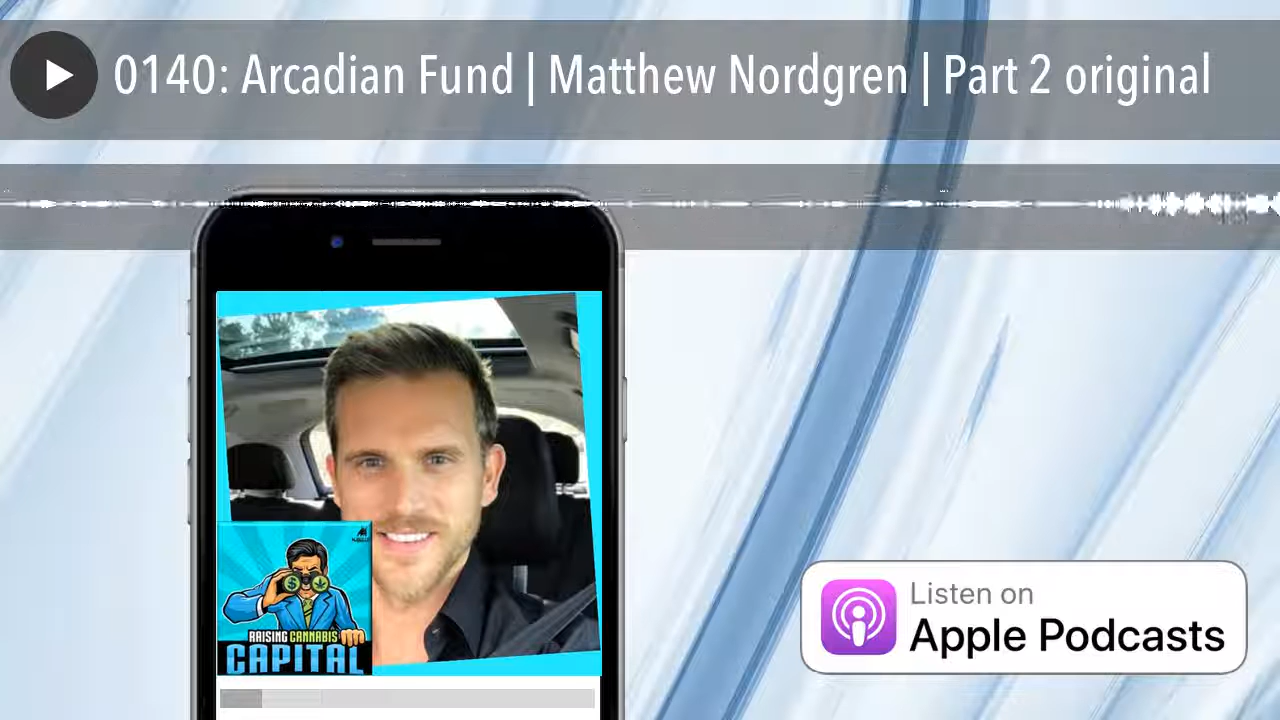 0140: Arcadian Fund | Matthew Nordgren | Part 2 original
RAISING CANNABIS
CAPITAL
Listen on
Apple Podcasts